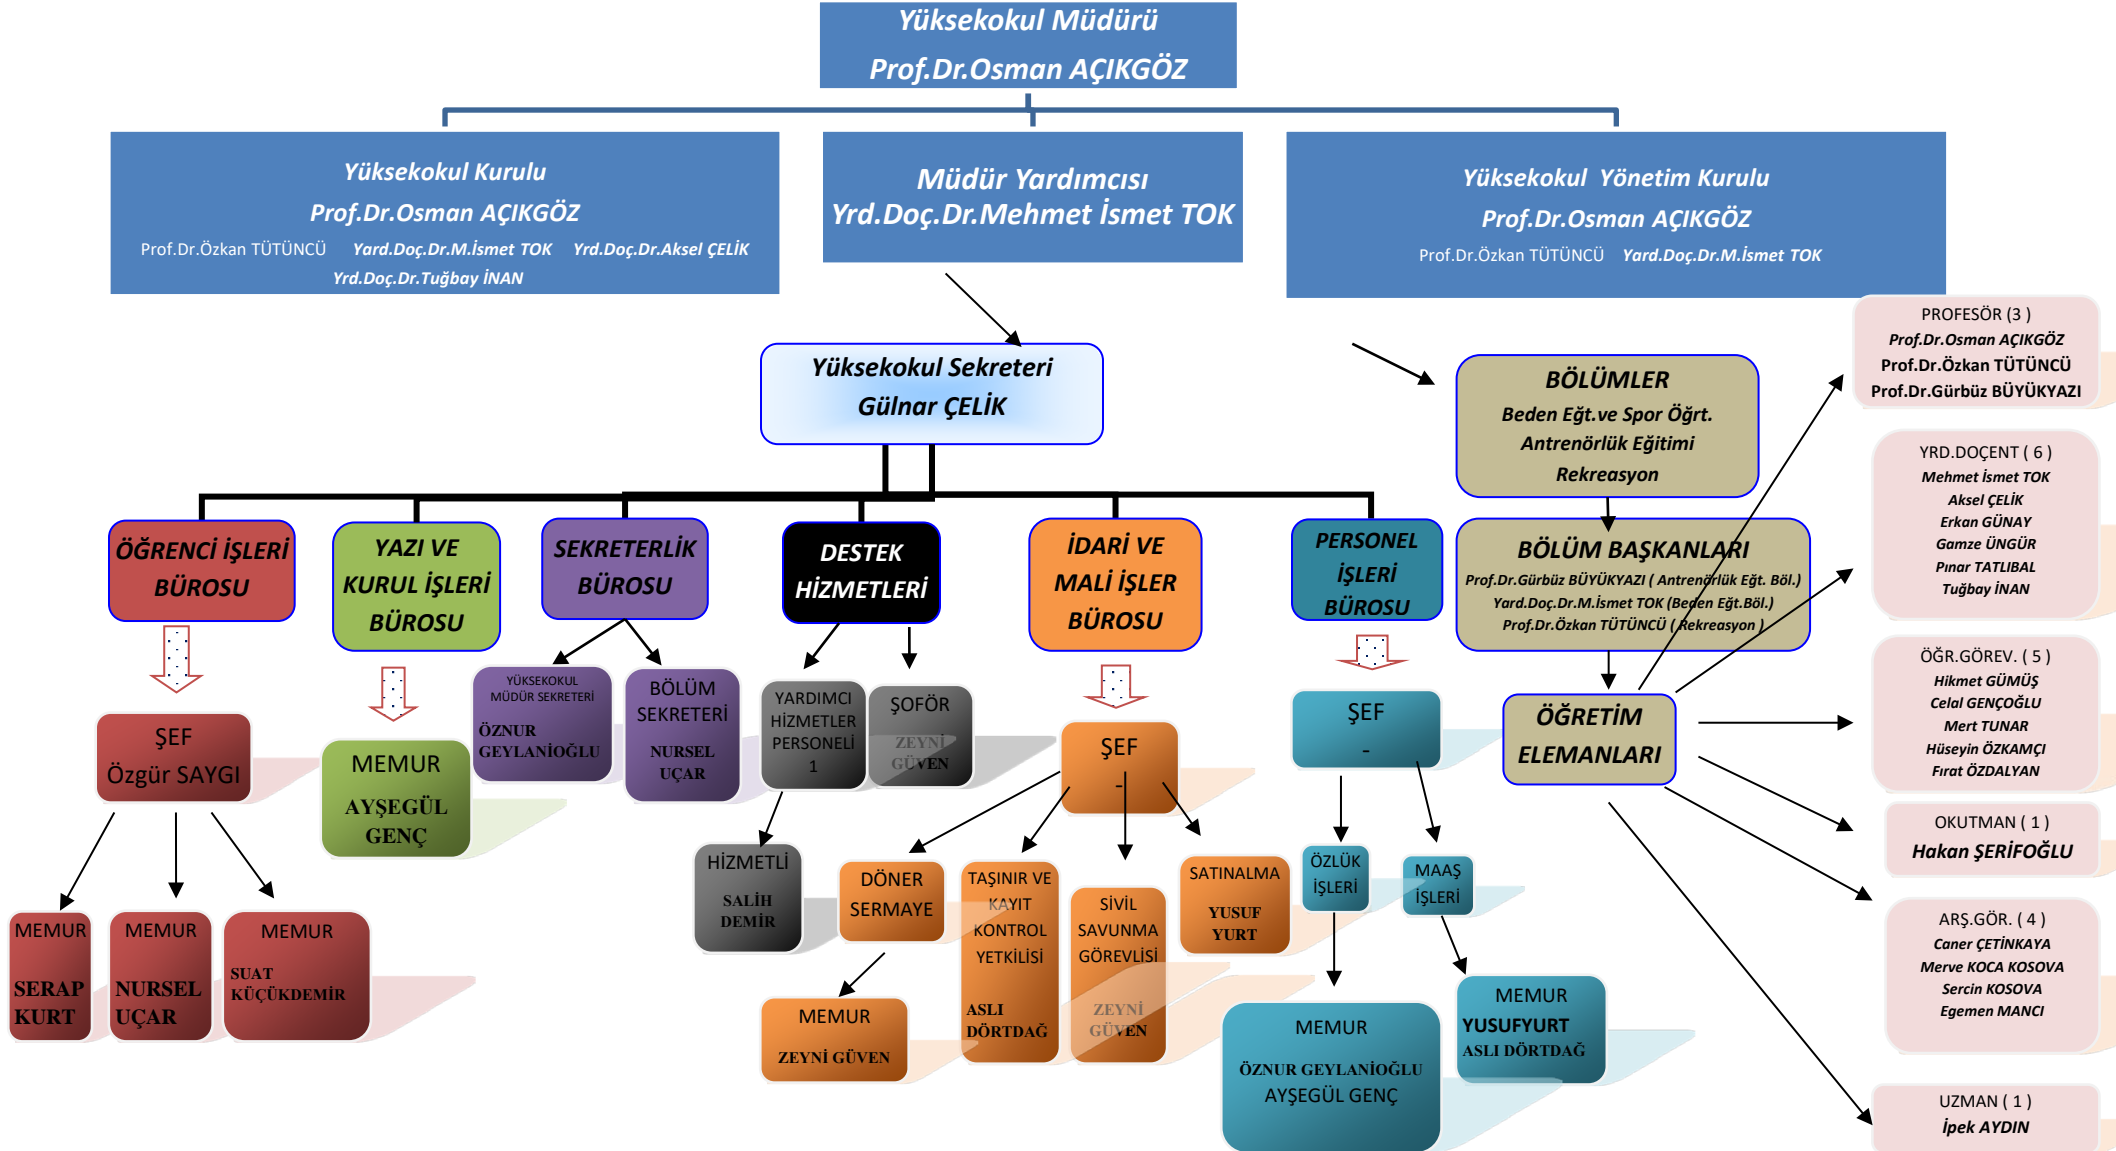 Yüksekokul Müdürü
Prof.Dr.Osman AÇIKGÖZ
Yüksekokul Kurulu
Prof.Dr.Osman AÇIKGÖZ
Prof.Dr.Özkan TÜTÜNCÜ Yard.Doç.Dr.M.İsmet TOK Yrd.Doç.Dr.Aksel ÇELİK
Yrd.Doç.Dr.Tuğbay İNAN
Müdür Yardımcısı
Yrd.Doç.Dr.Mehmet İsmet TOK
Yüksekokul Yönetim Kurulu
Prof.Dr.Osman AÇIKGÖZ
Prof.Dr.Özkan TÜTÜNCÜ Yard.Doç.Dr.M.İsmet TOK
Yüksekokul Sekreteri
Gülnar ÇELİK
BÖLÜMLER
Beden Eğt.ve Spor Öğrt.
Antrenörlük Eğitimi
Rekreasyon
BÖLÜM BAŞKANLARI
Prof.Dr.Gürbüz BÜYÜKYAZI ( Antrenörlük Eğt. Böl.)
Yard.Doç.Dr.M.İsmet TOK (Beden Eğt.Böl.)
Prof.Dr.Özkan TÜTÜNCÜ ( Rekreasyon )
ÖĞRETİM
ELEMANLARI
PROFESÖR (3 )
Prof.Dr.Osman AÇIKGÖZ
Prof.Dr.Özkan TÜTÜNCÜ
Prof.Dr.Gürbüz BÜYÜKYAZI
YRD.DOÇENT ( 6 )
Mehmet İsmet TOK
Aksel ÇELİK
Erkan GÜNAY
Gamze ÜNGÜR
Pınar TATLIBAL
Tuğbay İNAN
ÖĞR.GÖREV. ( 5 )
Hikmet GÜMÜŞ
Celal GENÇOĞLU
Mert TUNAR
Hüseyin ÖZKAMÇI
Fırat ÖZDALYAN
OKUTMAN ( 1 )
Hakan ŞERİFOĞLU
ARŞ.GÖR. ( 4 )
Caner ÇETİNKAYA
Merve KOCA KOSOVA
Sercin KOSOVA
Egemen MANCI
UZMAN ( 1 )
İpek AYDIN
ÖĞRENCİ İŞLERİ
BÜROSU
ŞEF
Özgür SAYGI
MEMUR
SERAP
KURT
MEMUR
NURSEL
UÇAR
MEMUR
SUAT
KÜÇÜKDEMİR
YAZI VE
KURUL İŞLERİ
BÜROSU
MEMUR
AYŞEGÜL
GENÇ
SEKRETERLİK
BÜROSU
YÜKSEKOKUL
MÜDÜR SEKRETERİ
ÖZNUR
GEYLANİOĞLU
BÖLÜM
SEKRETERİ
NURSEL
UÇAR
DESTEK
HİZMETLERİ
YARDIMCI
HİZMETLER
PERSONELİ
1
ŞOFÖR
ZEYNİ
GÜVEN
HİZMETLİ
SALİH
DEMİR
İDARİ VE
MALİ İŞLER
BÜROSU
ŞEF
-
DÖNER
SERMAYE
MEMUR
ZEYNİ GÜVEN
TAŞINIR VE
KAYIT
KONTROL
YETKİLİSİ
ASLI
DÖRTDAĞ
SİVİL
SAVUNMA
GÖREVLİSİ
ZEYNİ
GÜVEN
SATINALMA
YUSUF
YURT
PERSONEL
İŞLERİ
BÜROSU
ŞEF
-
ÖZLÜK
İŞLERİ
MAAŞ
İŞLERİ
MEMUR
ÖZNUR GEYLANİOĞLU
AYŞEGÜL GENÇ
MEMUR
YUSUFYURT
ASLI DÖRTDAĞ